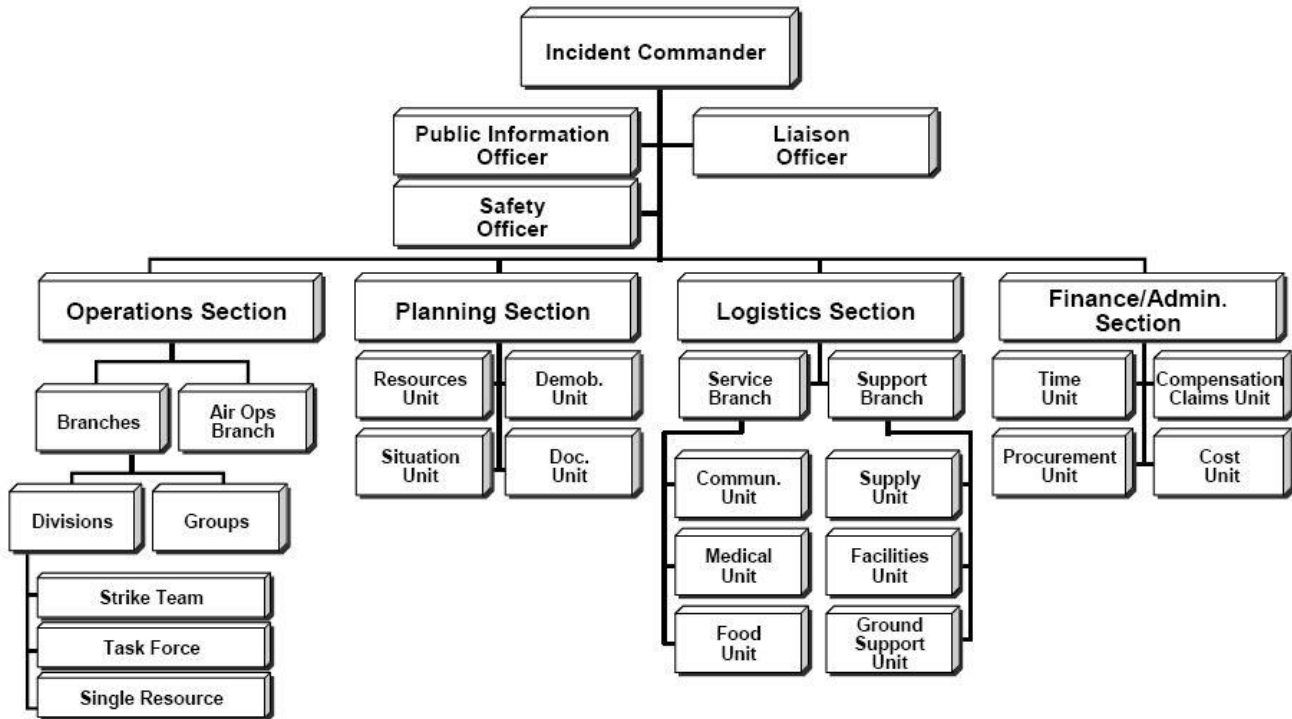 Incident Commander
Public Information
Officer
Liaison
Officer
Safety
Officer
Operations Section
Planning Section
Logistics Section
Finance/Admin.
Section
Branches
Air Ops
Branch
Divisions
Groups
Strike Team
Task Force
Single Resource
Resources
Unit
Demob.
Unit
Situation
Unit
Doc.
Unit
Service
Branch
Support
Branch
Commun.
Unit
Supply
Unit
Medical
Unit
Facilities
Unit
Food
Unit
Ground
Support
Unit
Time
Unit
Compensation
Claims Unit
Procurement
Unit
Cost
Unit